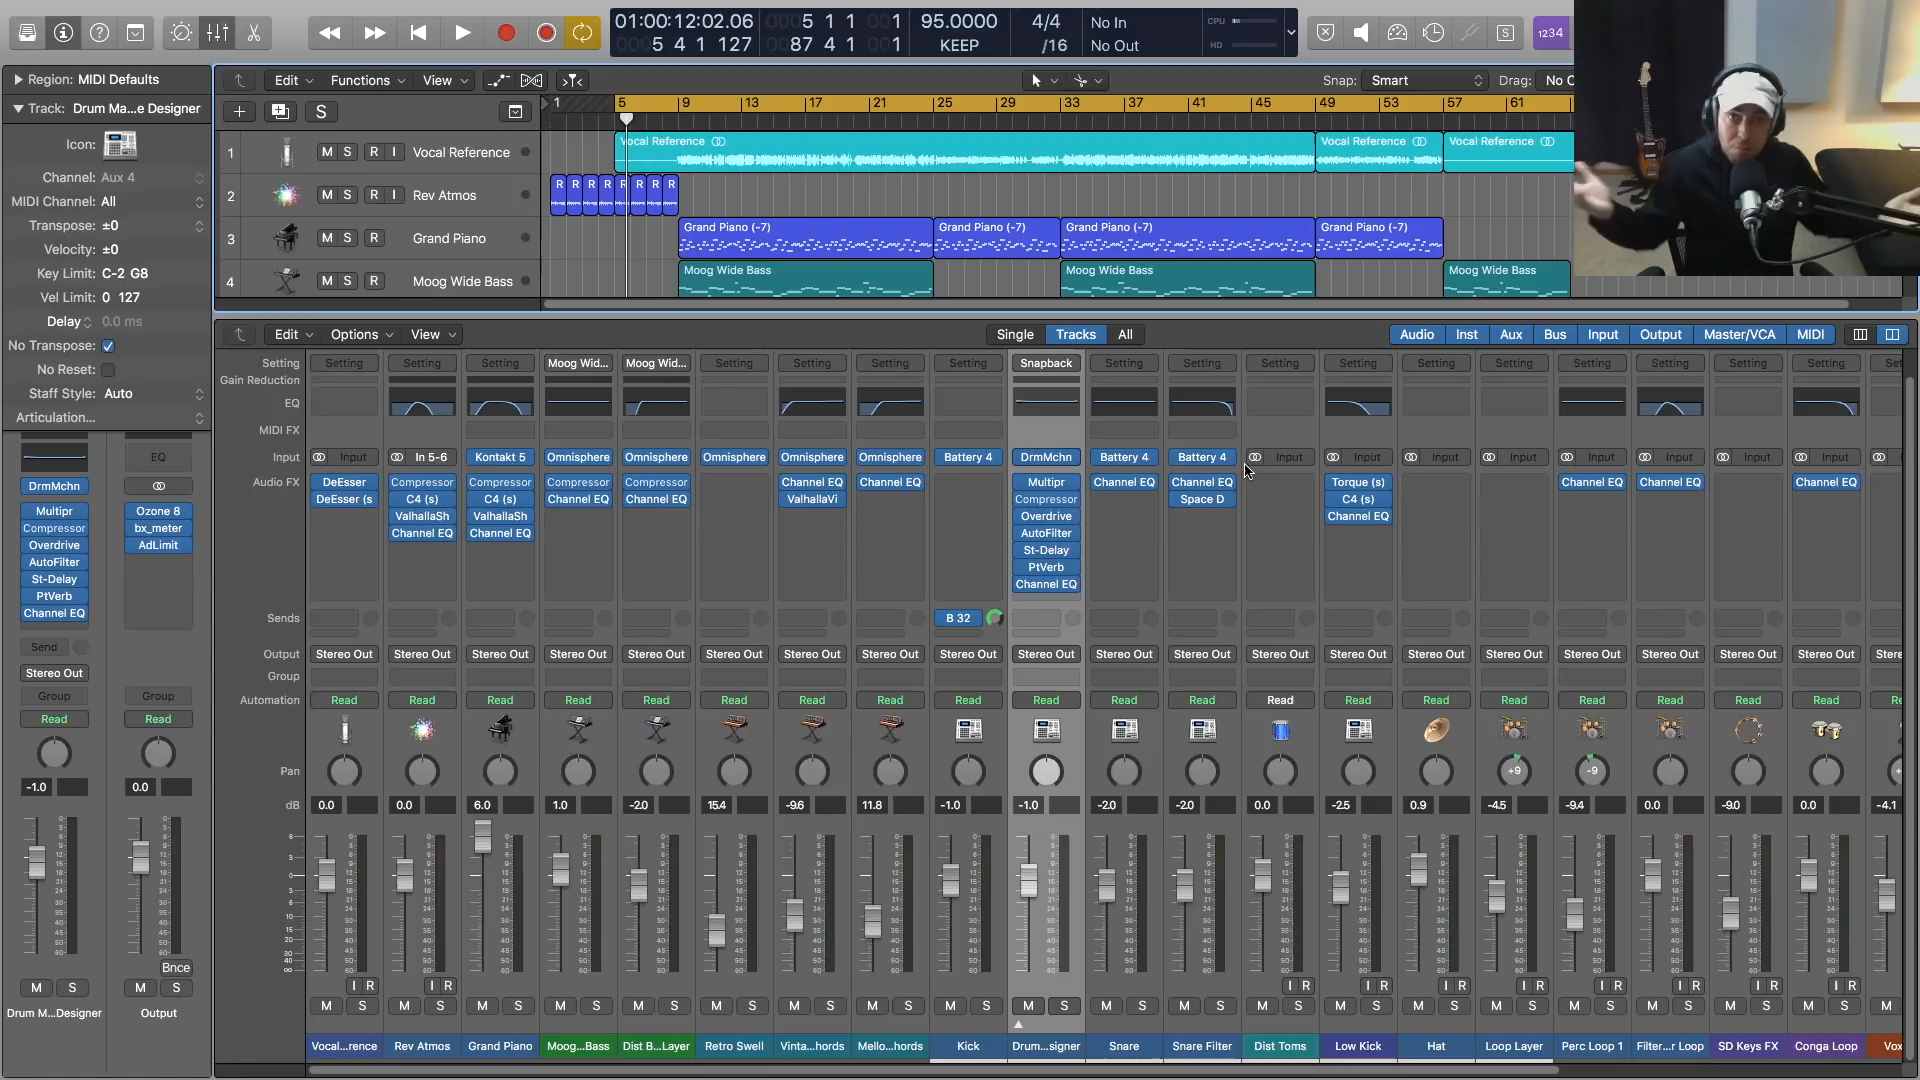 01:00:12:02.06
5 4 1 127
5 1 1 1
87 4 1 1
95.0000
KEEP
4/4
/16
No In
No Out
CPU
HD
S
1234
Region: MIDI Defaults
Track: Drum Ma...e Designer
Icon:
Channel: Aux 4
MIDI Channel: All
Transpose: ±0
Velocity: ±0
Key Limit: C-2 G8
Vel Limit: 0 127
Delay 0.0 ms
No Transpose:
No Reset:
Staff Style: Auto
Articulation...
Edit Functions View
Snap: Smart
Drag: No
S
1 5 9 13 17 21 25 29 33 37 41 45 49 53 57 61
1 M S R I Vocal Reference
Vocal Reference Vocal Reference Vocal Reference
2 M S R I Rev Atmos
R R R R R R R R
3 M S R Grand Piano
Grand Piano (-7) Grand Piano (-7) Grand Piano (-7) Grand Piano (-7)
4 M S R Moog Wide Bass
Moog Wide Bass Moog Wide Bass Moog Wide Bass
Edit Options View
Single Tracks All
Audio Inst Aux Bus Input Output Master/VCA MIDI
Setting Setting Setting Setting Moog Wid... Moog Wid... Setting Setting Setting Setting Snapback Setting Setting Setting Setting Setting Setting Setting Setting Setting Setting
Gain Reduction
EQ
MIDI FX
Input Input In 5-6 Kontakt 5 Omnisphere Omnisphere Omnisphere Omnisphere Omnisphere Battery 4 DrmMchn Battery 4 Battery 4 Input Input Input Input Input Input Input Input
Audio FX DeEsser Compressor Compressor Compressor Compressor Channel EQ Channel EQ Multipr Channel EQ Channel EQ Torque (s) Channel EQ Channel EQ Channel EQ
DeEsser (s C4 (s) C4 (s) Channel EQ Channel EQ ValhallaVi Compressor Space D C4 (s)
ValhallaSh ValhallaSh Overdrive Channel EQ
Channel EQ Channel EQ AutoFilter
St-Delay
PtVerb
Channel EQ
Sends B 32
Output Stereo Out Stereo Out Stereo Out Stereo Out Stereo Out Stereo Out Stereo Out Stereo Out Stereo Out Stereo Out Stereo Out Stereo Out Stereo Out Stereo Out Stereo Out Stereo Out Stereo Out Stereo Out Stereo Out Stereo Out Stere
Group
Automation Read Read Read Read Read Read Read Read Read Read Read Read Read Read Read Read Read Read Read Read Re
Pan +9 -9
dB 0.0 0.0 6.0 1.0 -2.0 15.4 -9.6 11.8 -1.0 -1.0 -2.0 -2.0 0.0 -2.5 0.9 -4.5 -9.4 0.0 -9.0 0.0 -4.1
I R I R I R I R I R I R I R I R I R I R
M S M S M S M S M S M S M S M S M S M S M S M S M S M S M S M S M S M S M S M S M
Vocal...rence Rev Atmos Grand Piano Moog...Bass Dist B...Layer Retro Swell Vinta...hords Mello...hords Kick Drum...signer Snare Snare Filter Dist Toms Low Kick Hat Loop Layer Perc Loop 1 Filter...r Loop SD Keys FX Conga Loop Vox
EQ
DrmMchn
Multipr
Compressor
Overdrive
AutoFilter
St-Delay
PtVerb
Channel EQ
Ozone 8
bx_meter
AdLimit
Send
Stereo Out
Group Group
Read Read
-1.0 0.0
Bnce
M S M S
Drum M...Designer Output